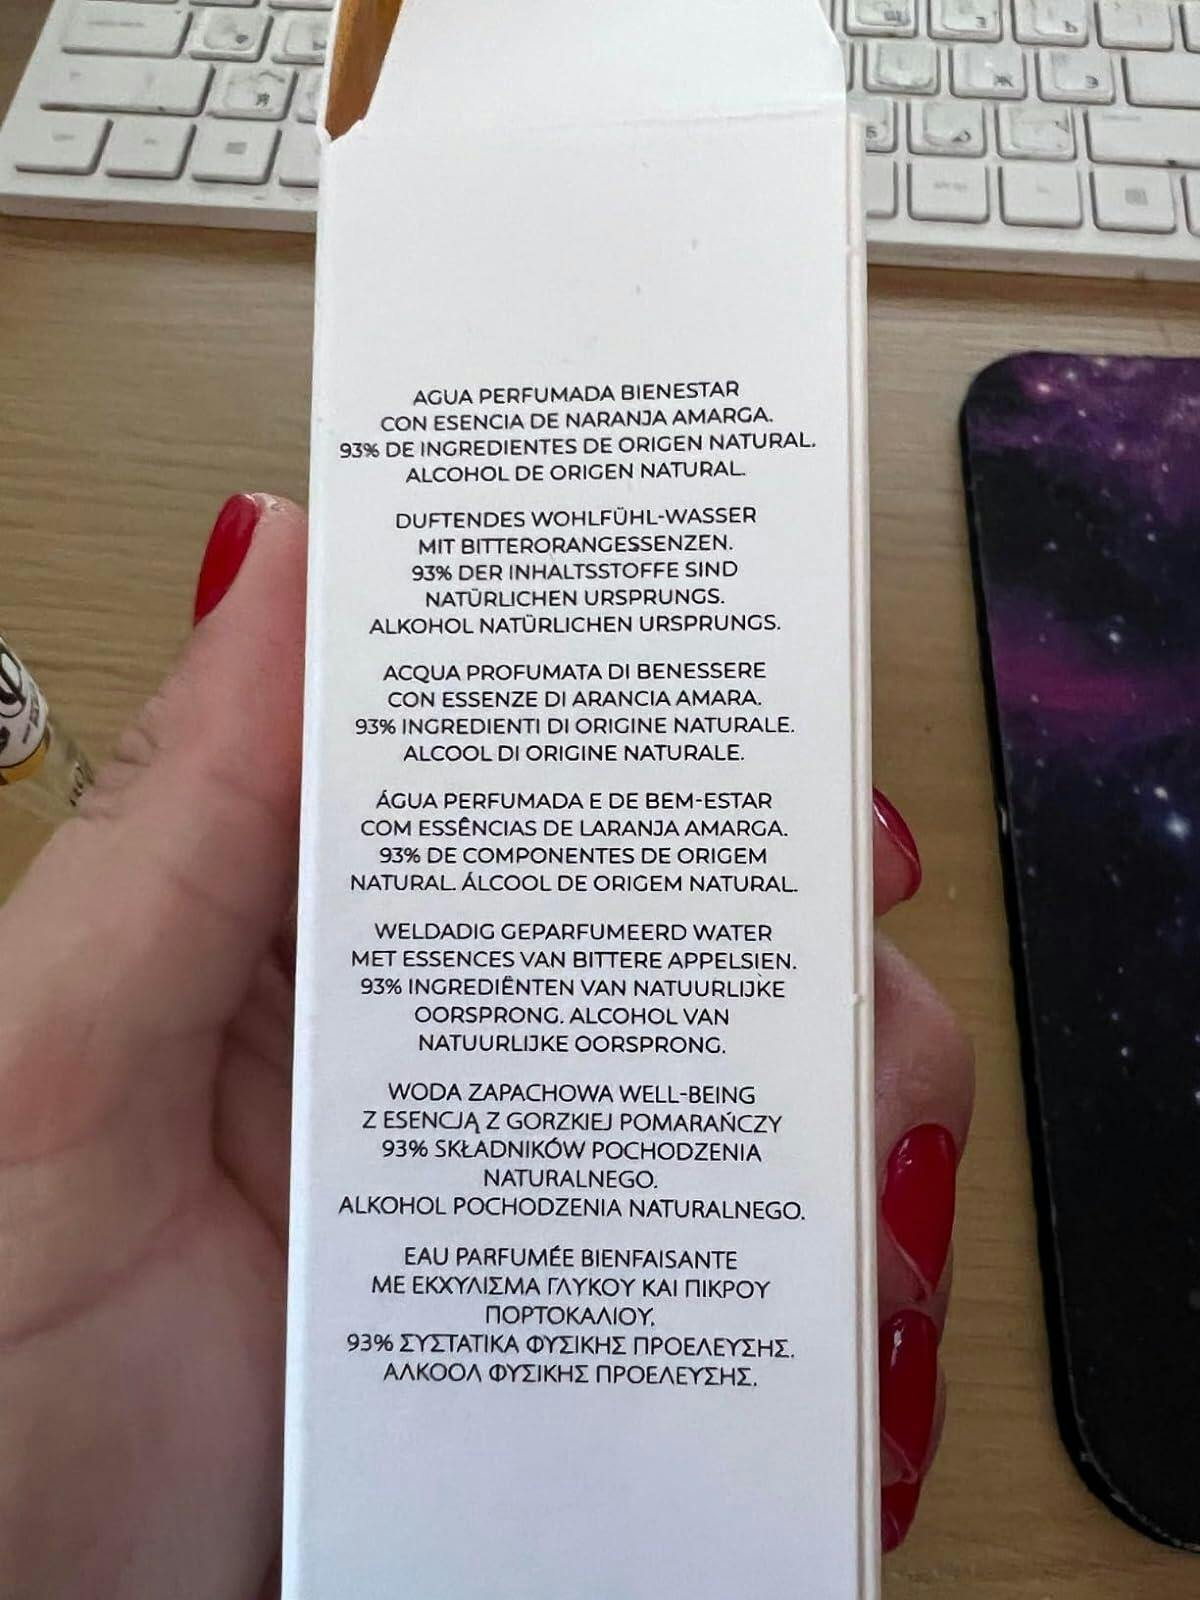 AGUA PERFUMADA BIENESTAR
CON ESENCIA DE NARANJA AMARGA.
93% DE INGREDIENTES DE ORIGEN NATURAL.
ALCOHOL DE ORIGEN NATURAL.
DUFTENDES WOHLFÜHL-WASSER
MIT BITTERORANGESSENZEN.
93% DER INHALTSSTOFFE SIND
NATÜRLICHEN URSPRUNGS.
ALKOHOL NATÜRLICHEN URSPRUNGS.
ACQUA PROFUMATA DI BENESSERE
CON ESSENZE DI ARANCIA AMARA.
93% INGREDIENTI DI ORIGINE NATURALE.
ALCOOL DI ORIGINE NATURALE.
ÁGUA PERFUMADA E DE BEM-ESTAR
COM ESSÊNCIAS DE LARANJA AMARGA.
93% DE COMPONENTES DE ORIGEM
NATURAL. ÁLCOOL DE ORIGEM NATURAL.
WELDADIG GEPARFUMEERD WATER
MET ESSENCES VAN BITTERE APPELSIEN.
93% INGREDIËNTEN VAN NATUURLIJKE
OORSPRONG. ALCOHOL VAN
NATUURLIJKE OORSPRONG.
WODA ZAPACHOWA WELL-BEING
Z ESENCJĄ Z GORZKIEJ POMARAŃCZY
93% SKŁADNIKÓW POCHODZENIA
NATURALNEGO.
ALKOHOL POCHODZENIA NATURALNEGO.
EAU PARFUMÉE BIENFAISANTE
ΜΕ ΕΚΧΥΛΙΣΜΑ ΓΛΥΚΟΥ ΚΑΙ ΠΙΚΡΟΥ
ΠΟΡΤΟΚΑΛΙΟΥ.
93% ΣΥΣΤΑΤΙΚΑ ΦΥΣΙΚΗΣ ΠΡΟΕΛΕΥΣΗΣ.
ΑΛΚΟΟΛ ΦΥΣΙΚΗΣ ΠΡΟΕΛΕΥΣΗΣ.